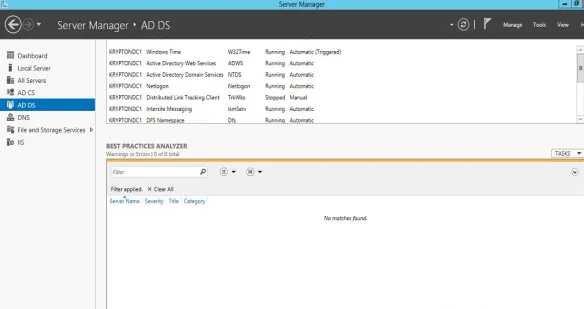 Server Manager
Server Manager • AD DS
Manage Tools View H
Dashboard
Local Server
All Servers
AD CS
AD DS
DNS
File and Storage Services
IIS
KRYPTONDC1 Windows Time W32Time Running Automatic (Triggered)
KRYPTONDC1 Active Directory Web Services ADWS Running Automatic
KRYPTONDC1 Active Directory Domain Services NTDS Running Automatic
KRYPTONDC1 Netlogon Netlogon Running Automatic
KRYPTONDC1 Distributed Link Tracking Client TrkWks Stopped Manual
KRYPTONDC1 Intersite Messaging IsmServ Running Automatic
KRYPTONDC1 DFS Namespace Dfs Running Automatic
BEST PRACTICES ANALYZER
Warnings or Errors | 0 of 0 total
TASKS
Filter
Filter applied. × Clear All
Server Name Severity Title Category
No matches found.